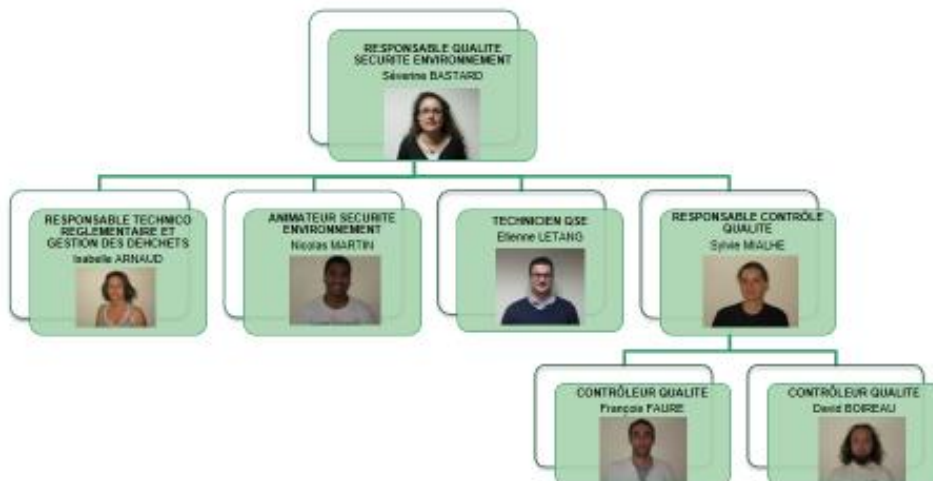 RESPONSABLE QUALITE
SECURITE ENVIRONNEMENT
Séverine BASTARD
RESPONSABLE TECHNICO
REGLEMENTAIRE ET
GESTION DES DEHCHETS
Isabelle ARNAUD
ANIMATEUR SECURITE
ENVIRONNEMENT
Nicolas MARTIN
TECHNICIEN QSE
Etienne LETANG
RESPONSABLE CONTRÔLE
QUALITE
Sylvie MIALHE
CONTRÔLEUR QUALITE
François FAURE
CONTRÔLEUR QUALITE
David BOIREAU